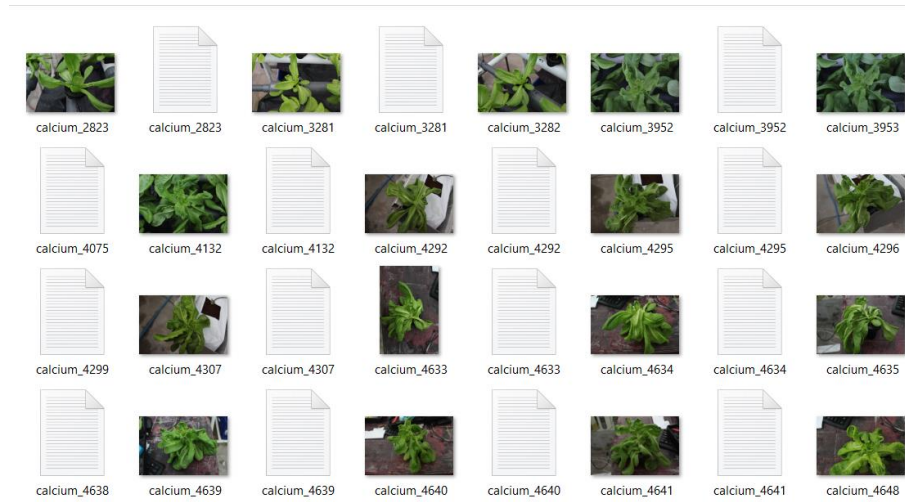 calcium_2823 calcium_2823 calcium_3281 calcium_3281 calcium_3282 calcium_3952 calcium_3952 calcium_3953
calcium_4075 calcium_4132 calcium_4132 calcium_4292 calcium_4292 calcium_4295 calcium_4295 calcium_4296
calcium_4299 calcium_4307 calcium_4307 calcium_4633 calcium_4633 calcium_4634 calcium_4634 calcium_4635
calcium_4638 calcium_4639 calcium_4639 calcium_4640 calcium_4640 calcium_4641 calcium_4641 calcium_4648